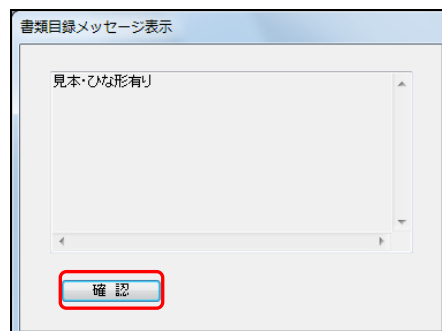 書類目録メッセージ表示
見本・ひな形有り
確 認